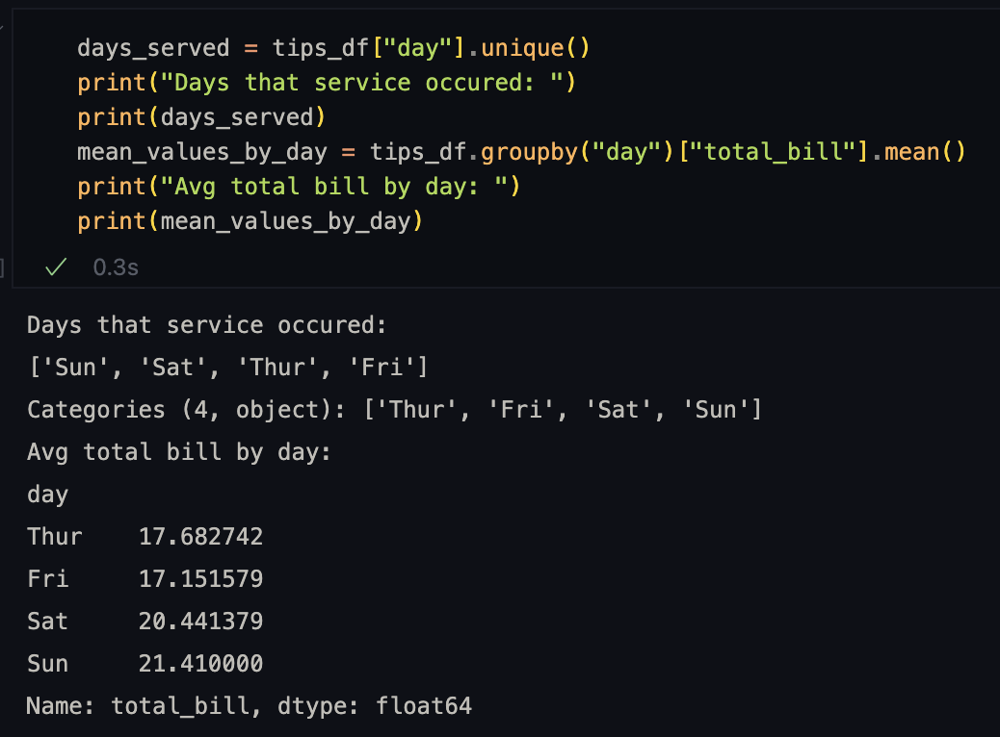 days_served = tips_df["day"].unique()
print("Days that service occured: ")
print(days_served)
mean_values_by_day = tips_df.groupby("day")["total_bill"].mean()
print("Avg total bill by day: ")
print(mean_values_by_day)
✓ 0.3s
Days that service occured:
['Sun', 'Sat', 'Thur', 'Fri']
Categories (4, object): ['Thur', 'Fri', 'Sat', 'Sun']
Avg total bill by day:
day
Thur    17.682742
Fri     17.151579
Sat     20.441379
Sun     21.410000
Name: total_bill, dtype: float64